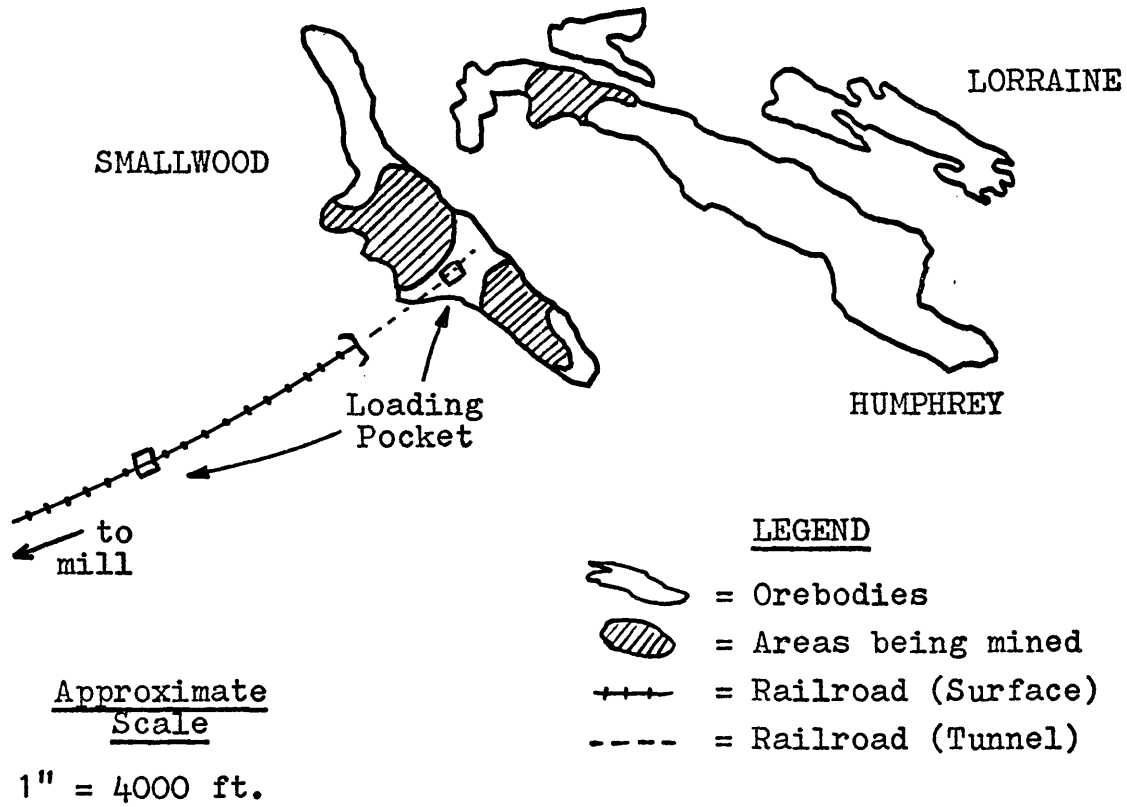 LORRAINE
SMALLWOOD
HUMPHREY
Loading
Pocket
to
mill
LEGEND
= Orebodies
= Areas being mined
= Railroad (Surface)
= Railroad (Tunnel)
Approximate
Scale
1" = 4000 ft.